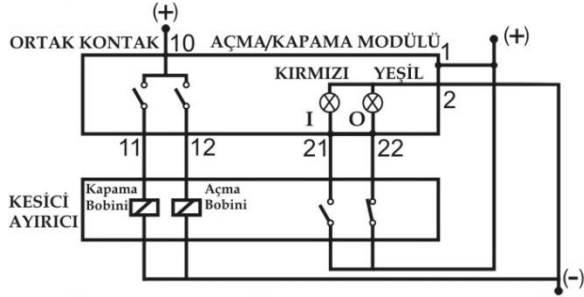 (+)
ORTAK KONTAK 10 AÇMA/KAPAMA MODÜLÜ 1
(+)
KIRMIZI YEŞİL
2
I O
11 12 21 22
KESİCİ
AYIRICI
Kapama
Bobini
Açma
Bobini
(-)